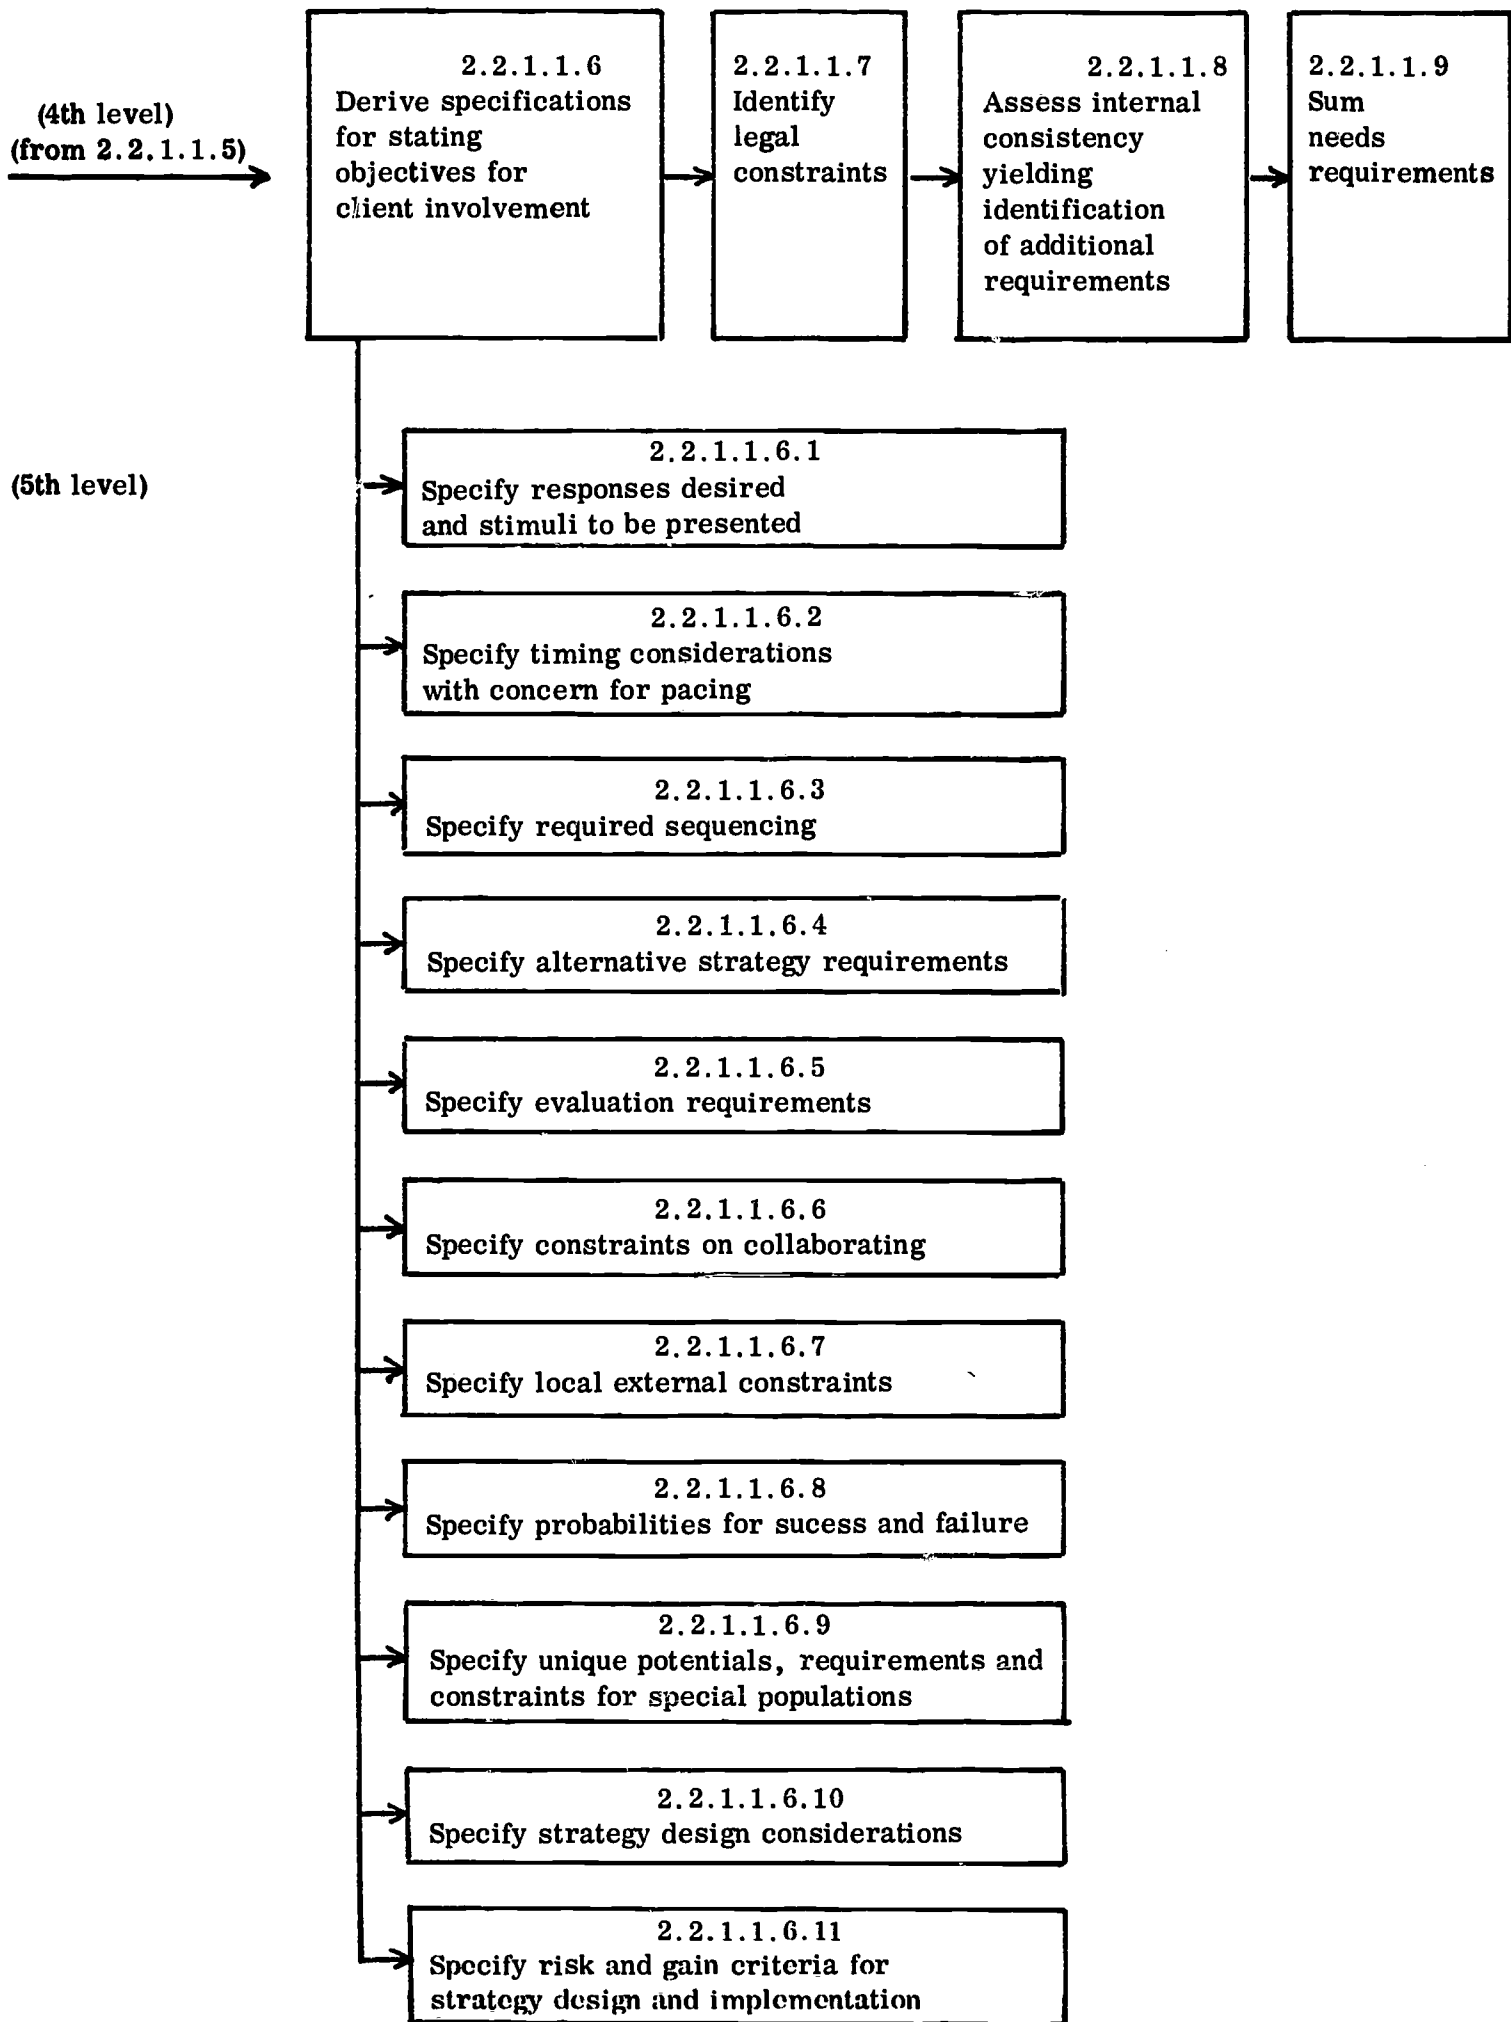 (4th level)
(from 2.2.1.1.5)
2.2.1.1.6
Derive specifications
for stating
objectives for
client involvement
2.2.1.1.7
Identify
legal
constraints
2.2.1.1.8
Assess internal
consistency
yielding
identification
of additional
requirements
2.2.1.1.9
Sum
needs
requirements
(5th level)
2.2.1.1.6.1
Specify responses desired
and stimuli to be presented
2.2.1.1.6.2
Specify timing considerations
with concern for pacing
2.2.1.1.6.3
Specify required sequencing
2.2.1.1.6.4
Specify alternative strategy requirements
2.2.1.1.6.5
Specify evaluation requirements
2.2.1.1.6.6
Specify constraints on collaborating
2.2.1.1.6.7
Specify local external constraints
2.2.1.1.6.8
Specify probabilities for sucess and failure
2.2.1.1.6.9
Specify unique potentials, requirements and
constraints for special populations
2.2.1.1.6.10
Specify strategy design considerations
2.2.1.1.6.11
Specify risk and gain criteria for
strategy design and implementation